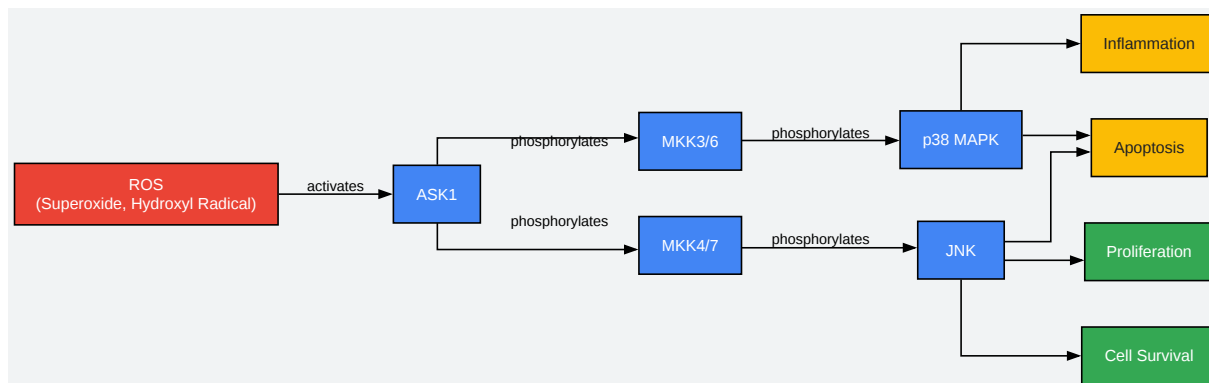 ROS
(Superoxide, Hydroxyl Radical)
activates
ASK1
phosphorylates
phosphorylates
MKK3/6
MKK4/7
phosphorylates
phosphorylates
p38 MAPK
JNK
Inflammation
Apoptosis
Proliferation
Cell Survival